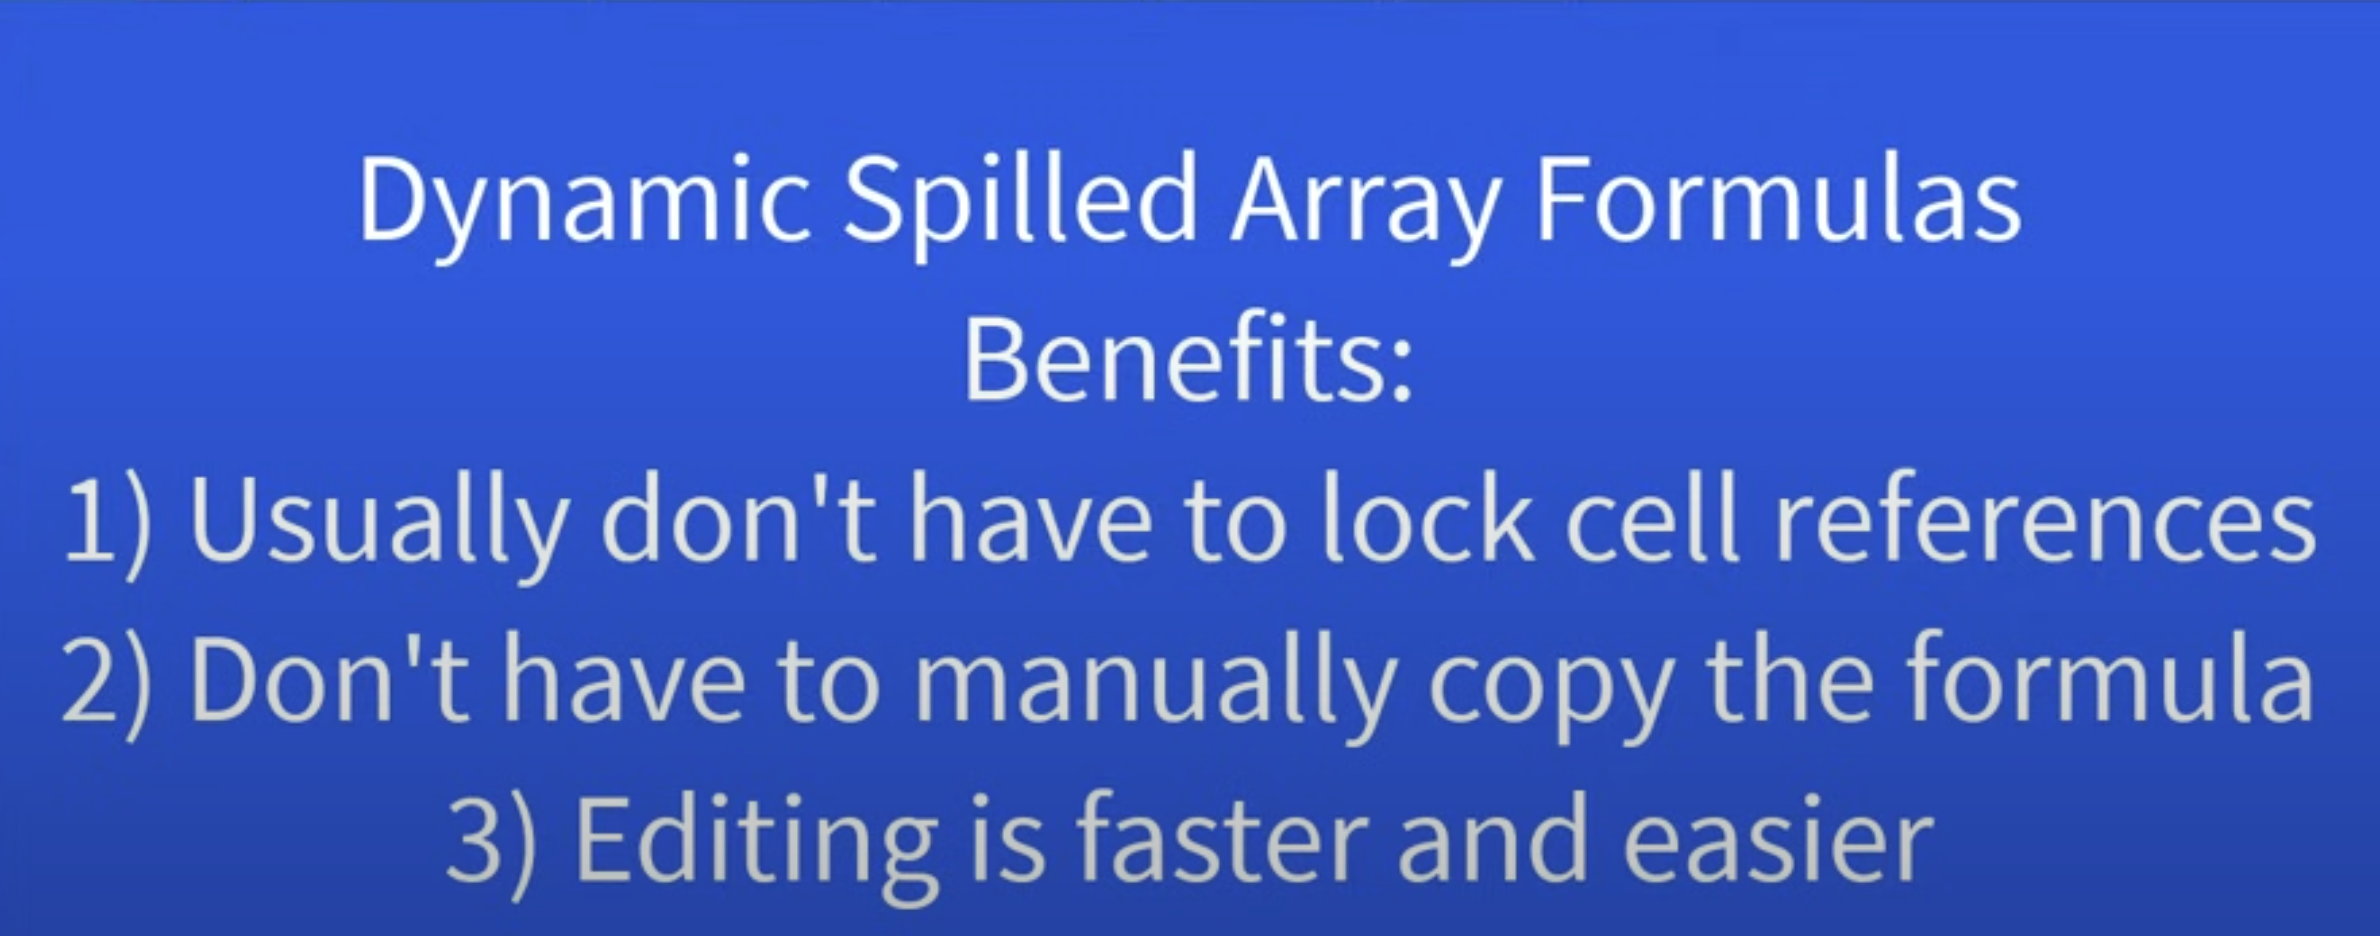 Dynamic Spilled Array Formulas
Benefits:
1) Usually don't have to lock cell references
2) Don't have to manually copy the formula
3) Editing is faster and easier